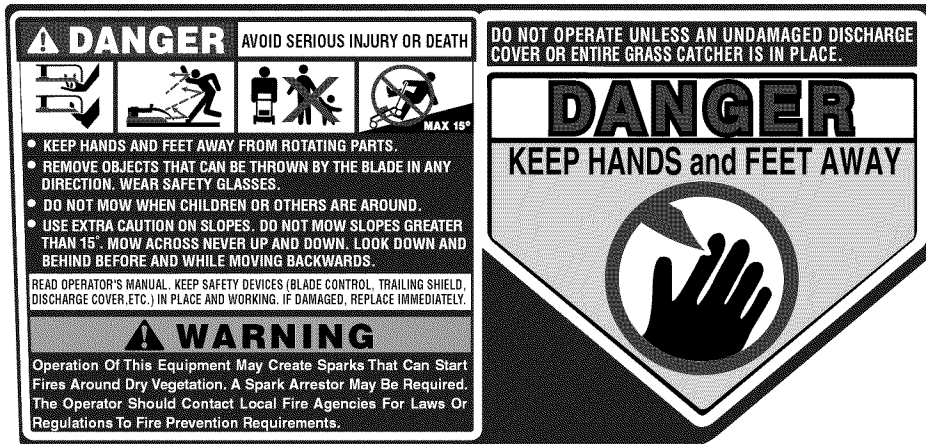 DANGER AVOID SERIOUS INJURY OR DEATH
MAX 15°
• KEEP HANDS AND FEET AWAY FROM ROTATING PARTS.
• REMOVE OBJECTS THAT CAN BE THROWN BY THE BLADE IN ANY
DIRECTION. WEAR SAFETY GLASSES.
• DO NOT MOW WHEN CHILDREN OR OTHERS ARE AROUND.
• USE EXTRA CAUTION ON SLOPES. DO NOT MOW SLOPES GREATER
THAN 15°. MOW ACROSS NEVER UP AND DOWN. LOOK DOWN AND
BEHIND BEFORE AND WHILE MOVING BACKWARDS.
READ OPERATOR'S MANUAL. KEEP SAFETY DEVICES (BLADE CONTROL, TRAILING SHIELD,
DISCHARGE COVER,ETC.) IN PLACE AND WORKING. IF DAMAGED, REPLACE IMMEDIATELY.
WARNING
Operation Of This Equipment May Create Sparks That Can Start
Fires Around Dry Vegetation. A Spark Arrestor May Be Required.
The Operator Should Contact Local Fire Agencies For Laws Or
Regulations To Fire Prevention Requirements.
DO NOT OPERATE UNLESS AN UNDAMAGED DISCHARGE
COVER OR ENTIRE GRASS CATCHER IS IN PLACE.
DANGER
KEEP HANDS and FEET AWAY